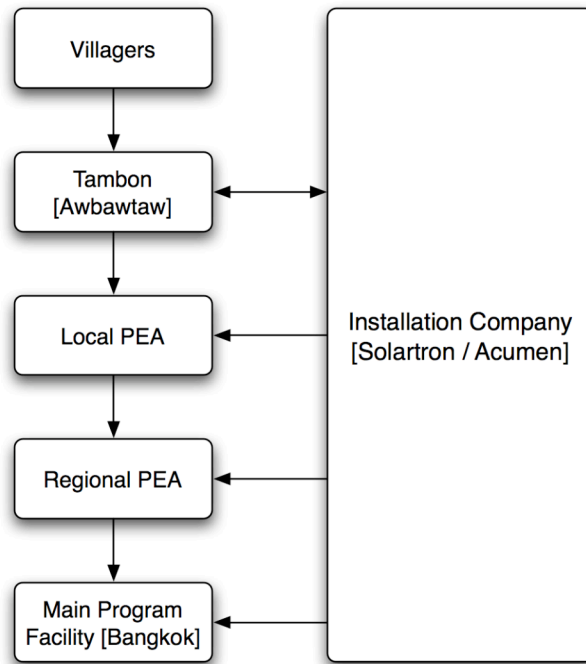 Villagers
Tambon
[Awbawtaw]
Local PEA
Regional PEA
Main Program
Facility [Bangkok]
Installation Company
[Solartron / Acumen]